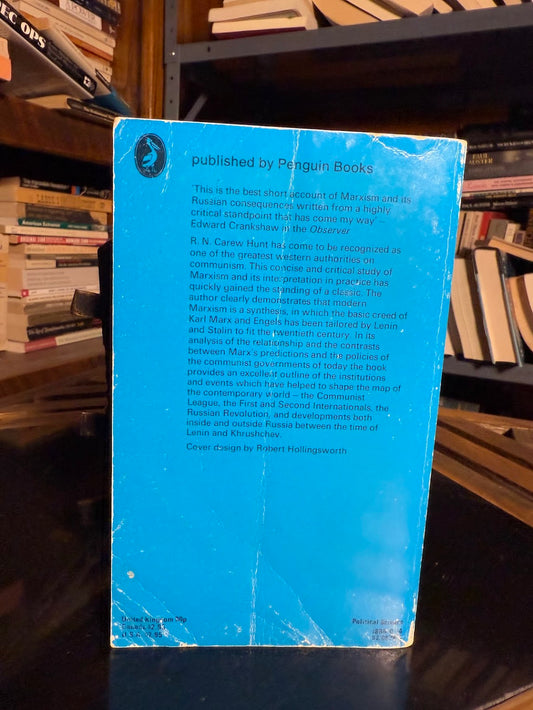 published by Penguin Books
'This is the best short account of Marxism and its
Russian consequences written from a highly
critical standpoint that has come my way' –
Edward Crankshaw in the Observer
R. N. Carew Hunt has come to be recognized as
one of the greatest western authorities on
communism. This concise and critical study of
Marxism and its interpretation in practice has
quickly gained the standing of a classic. The
author clearly demonstrates that modern
Marxism is a synthesis, in which the basic creed of
Karl Marx and Engels has been tailored by Lenin
and Stalin to fit the twentieth century. In its
analysis of the relationship and the contrasts
between Marx's predictions and the policies of
the communist governments of today the book
provides an excellent outline of the institutions
and events which have helped to shape the map of
the contemporary world – the Communist
League, the First and Second Internationals, the
Russian Revolution, and developments both
inside and outside Russia between the time of
Lenin and Khrushchev.
Cover design by Robert Hollingsworth
United Kingdom
Canada
U.S.A.
Political Science
OPS
PAUL
AUSTER
American Extremism